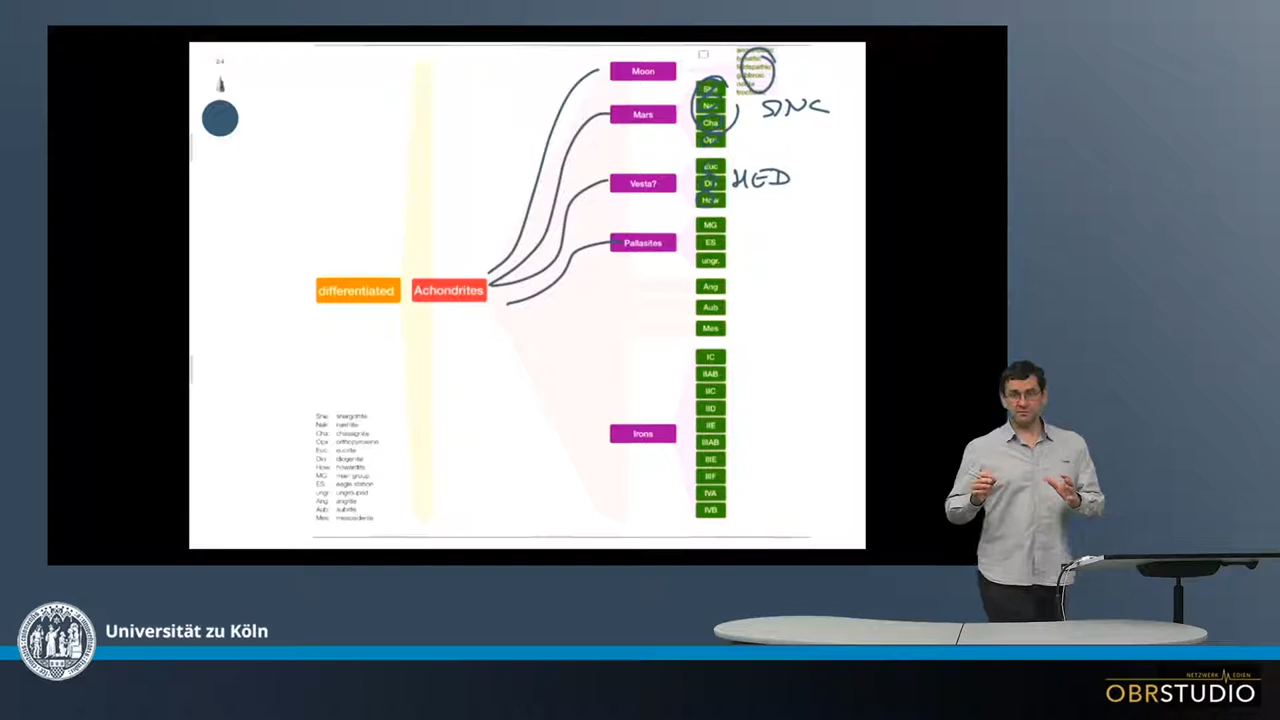 Moon
Mars
Vesta?
Pallasites
Irons
differentiated
Achondrites
Cha
SNC
HED
MG
ES
ungr.
Ang
Aub
Mes
IC
IIAB
IIC
IID
IIE
IIIAB
IIIE
IIIF
IVA
IVB
She: shergottite
Nak: nakhlite
Cha: chassignite
Opx: orthopyroxene
Euc: eucrite
Dio: diogenite
How: howardite
MG: main group
ES: eagle station
ungr: ungrouped
Ang: angrite
Aub: aubrite
Mes: mesosiderite
Universität zu Köln
NETZWERK MEDIEN
OBRSTUDIO